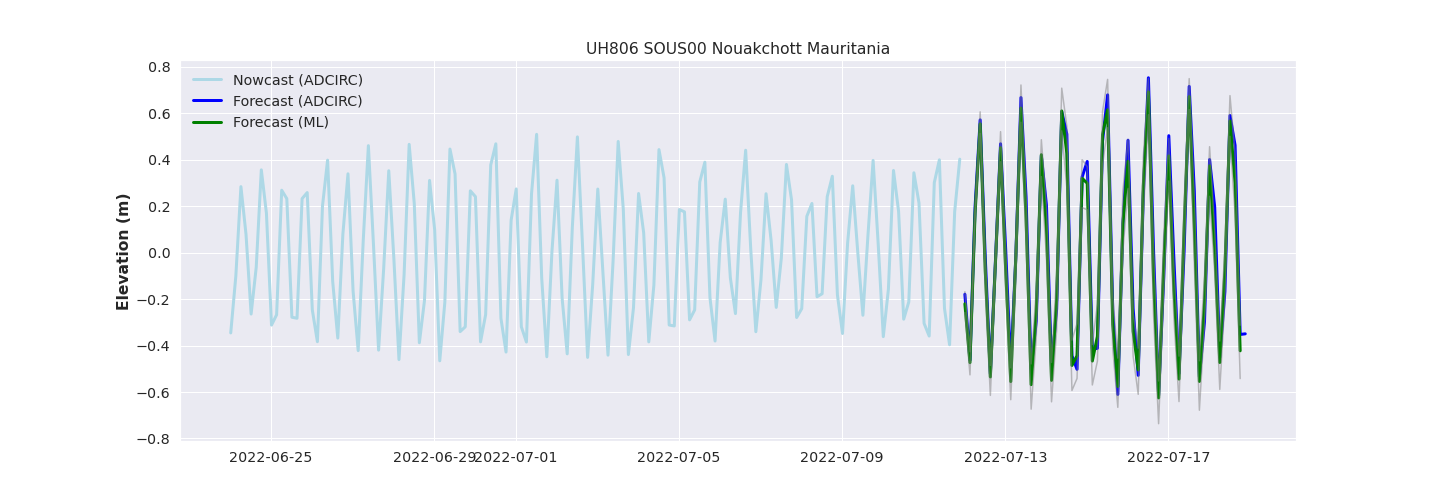 UH806 SOUS00 Nouakchott Mauritania
Nowcast (ADCIRC)
Forecast (ADCIRC)
Forecast (ML)
Elevation (m)
0.8
0.6
0.4
0.2
0.0
−0.2
−0.4
−0.6
−0.8
2022-06-25 2022-06-29 2022-07-01 2022-07-05 2022-07-09 2022-07-13 2022-07-17